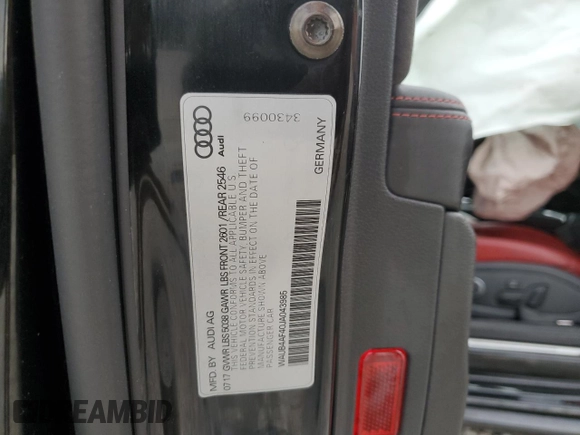 3430099
Audi
GERMANY
MFD. BY AUDI AG
07/17 GVWR LBS 5038 GAWR LBS FRONT 2601 /REAR 2546
THIS VEHICLE CONFORMS TO ALL APPLICABLE U S
FEDERAL MOTOR VEHICLE SAFETY, BUMPER AND THEFT
PREVENTION STANDARDS IN EFFECT ON THE DATE OF
MANUFACTURE SHOWN ABOVE.
PASSENGER CAR
WAUB4AF40JA043985
DREAMBID